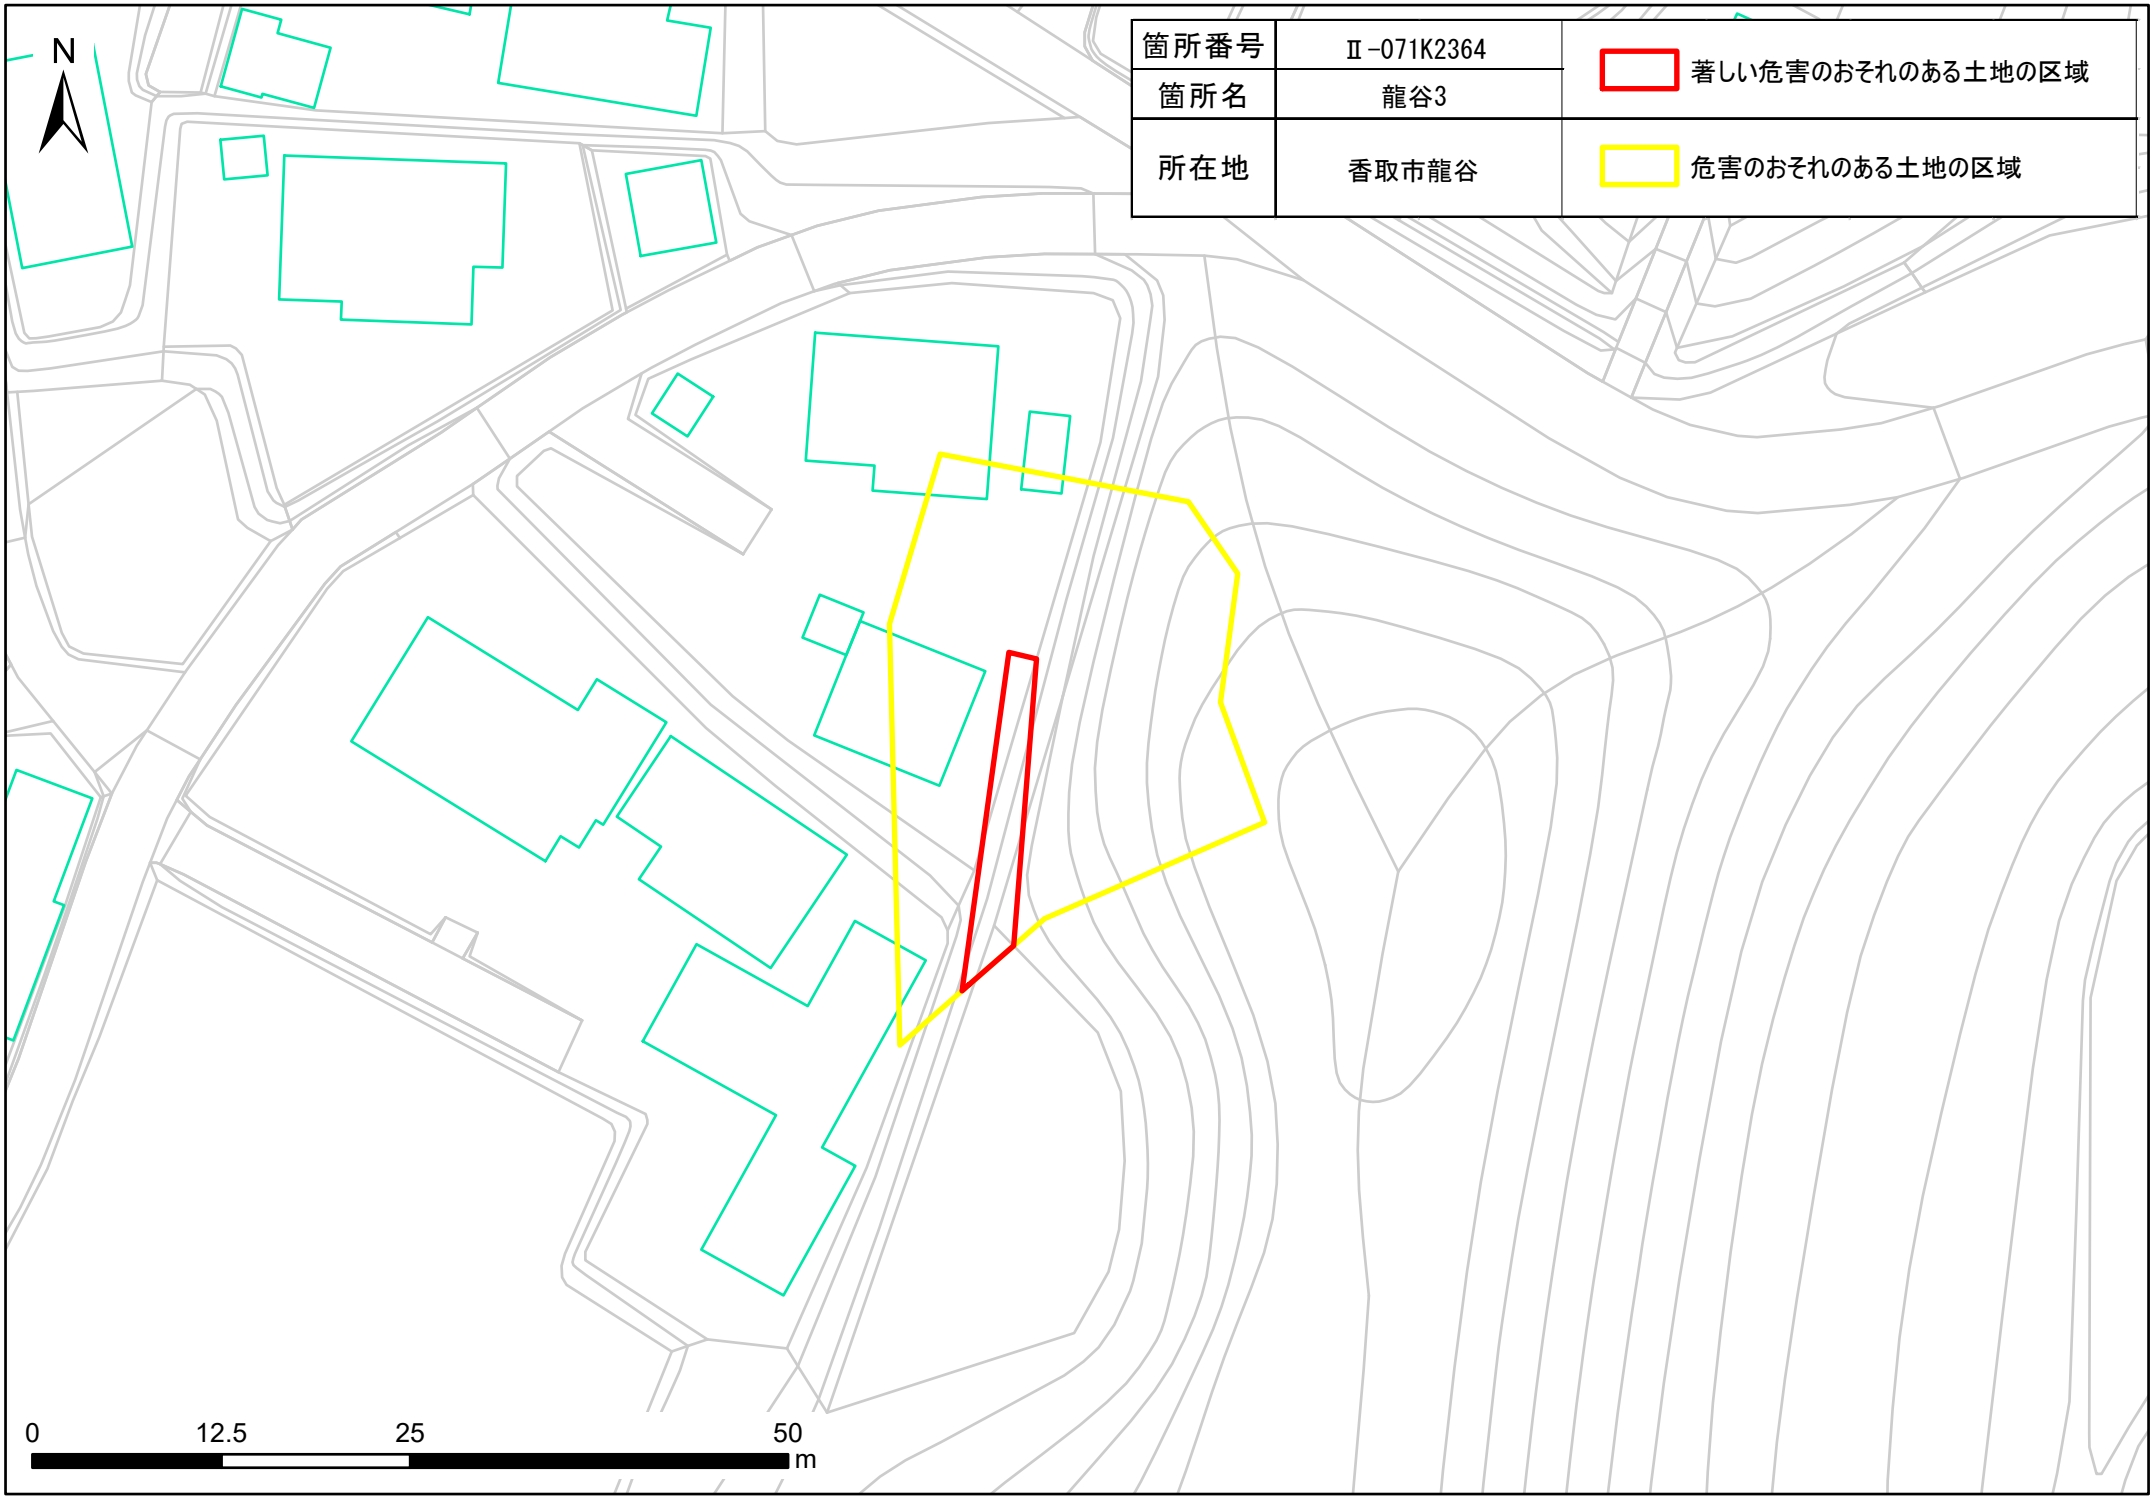 N
箇所番号 Ⅱ-071K2364
著しい危害のおそれのある土地の区域
箇所名 龍谷3
所在地 香取市龍谷
危害のおそれのある土地の区域
0 12.5 25 50
m